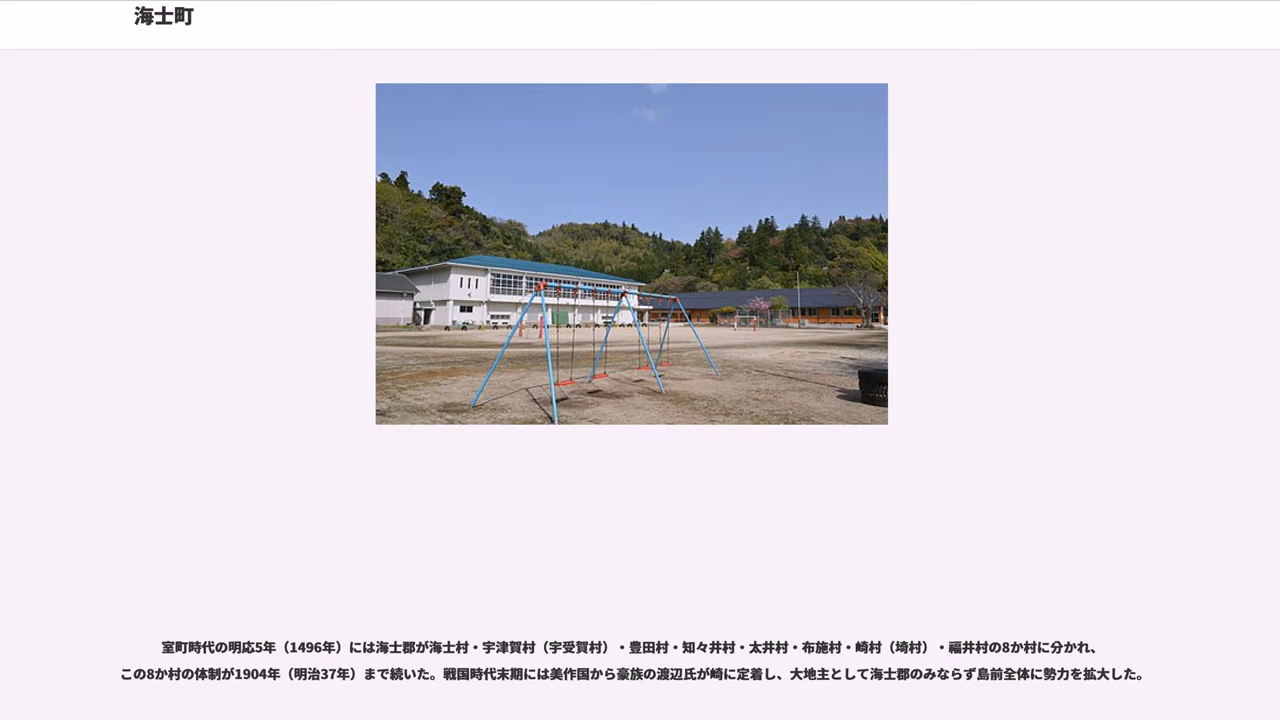 海士町
室町時代の明応5年（1496年）には海士郡が海士村・宇津賀村（宇受賀村）・豊田村・知々井村・太井村・布施村・崎村（埼村）・福井村の8か村に分かれ、
この8か村の体制が1904年（明治37年）まで続いた。戦国時代末期には美作国から豪族の渡辺氏が崎に定着し、大地主として海士郡のみならず島前全体に勢力を拡大した。